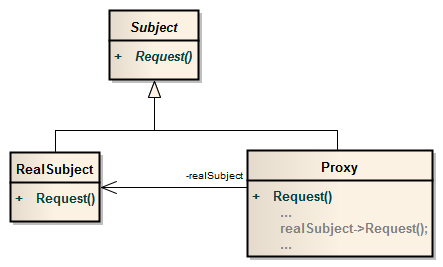 Subject
+ Request()
RealSubject
+ Request()
-realSubject
Proxy
+ Request()
...
realSubject->Request();
...